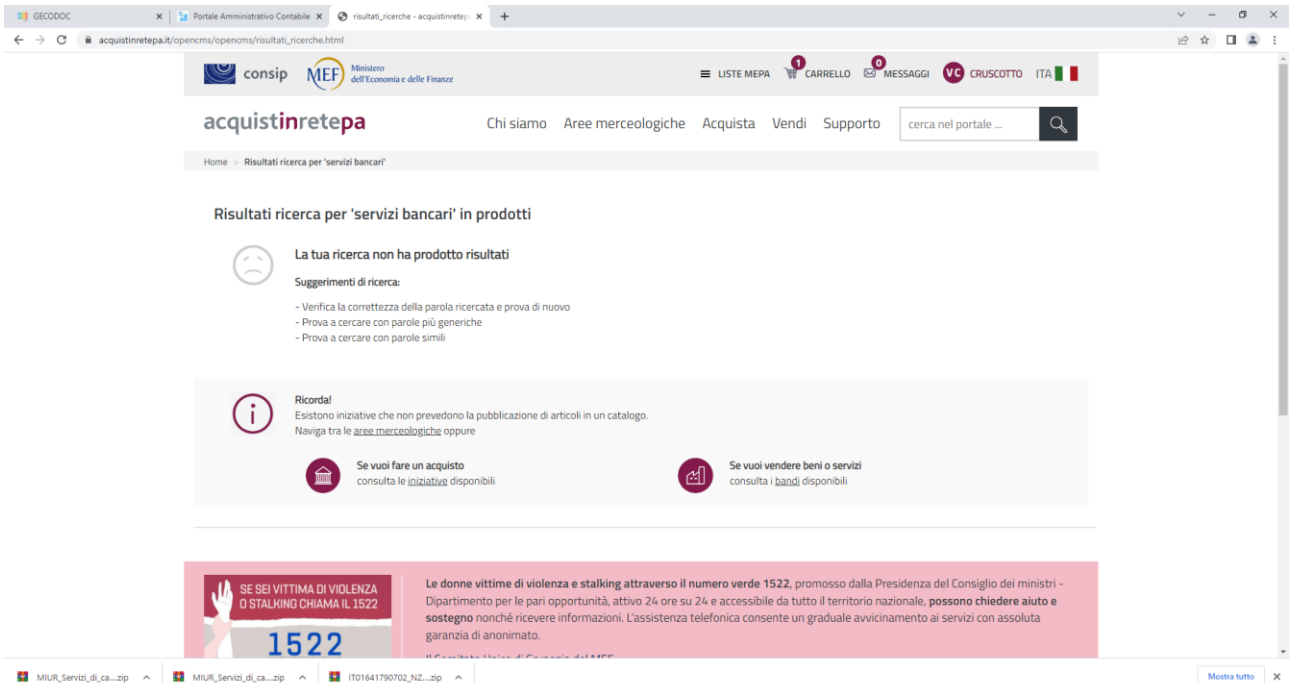 GECODOC
Portale Amministrativo Contabile
risultati_ricerche - acquistinretep
acquistinretepa.it/opencms/opencms/risultati_ricerche.html
consip
MEF
Ministero
dell'Economia e delle Finanze
LISTE MEPA
1
CARRELLO
0
MESSAGGI
VC
CRUSCOTTO
ITA
acquistinretepa
Chi siamo
Aree merceologiche
Acquista
Vendi
Supporto
cerca nel portale ...
Home > Risultati ricerca per 'servizi bancari'
Risultati ricerca per 'servizi bancari' in prodotti
La tua ricerca non ha prodotto risultati
Suggerimenti di ricerca:
- Verifica la correttezza della parola ricercata e prova di nuovo
- Prova a cercare con parole più generiche
- Prova a cercare con parole simili
Ricorda!
Esistono iniziative che non prevedono la pubblicazione di articoli in un catalogo.
Naviga tra le aree merceologiche oppure
Se vuoi fare un acquisto
consulta le iniziative disponibili
Se vuoi vendere beni o servizi
consulta i bandi disponibili
SE SEI VITTIMA DI VIOLENZA
O STALKING CHIAMA IL 1522
1522
Le donne vittime di violenza e stalking attraverso il numero verde 1522, promosso dalla Presidenza del Consiglio dei ministri -
Dipartimento per le pari opportunità, attivo 24 ore su 24 e accessibile da tutto il territorio nazionale, possono chiedere aiuto e
sostegno nonché ricevere informazioni. L'assistenza telefonica consente un graduale avvicinamento ai servizi con assoluta
garanzia di anonimato.
Il Comitato Unico di Garanzia del MEF
MIUR_Servizi_di_ca....zip
MIUR_Servizi_di_ca....zip
IT01641790702_NZ....zip
Mostra tutto